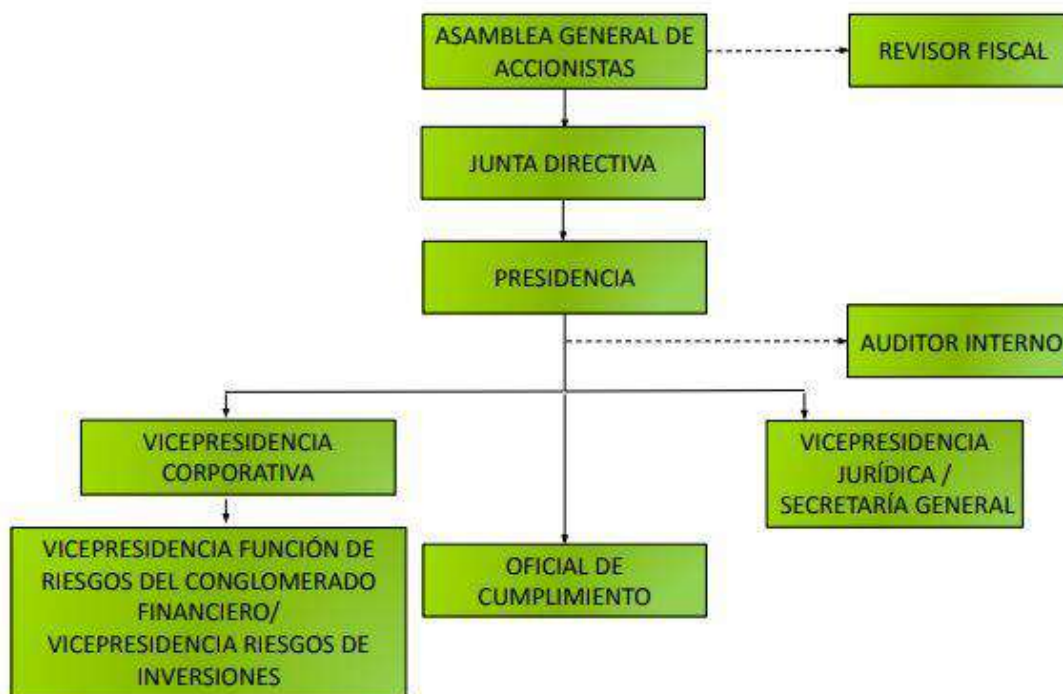 ASAMBLEA GENERAL DE
ACCIONISTAS
REVISOR FISCAL
JUNTA DIRECTIVA
PRESIDENCIA
AUDITOR INTERNO
VICEPRESIDENCIA
CORPORATIVA
VICEPRESIDENCIA
JURÍDICA /
SECRETARÍA GENERAL
VICEPRESIDENCIA FUNCIÓN DE
RIESGOS DEL CONGLOMERADO
FINANCIERO/
VICEPRESIDENCIA RIESGOS DE
INVERSIONES
OFICIAL DE
CUMPLIMIENTO